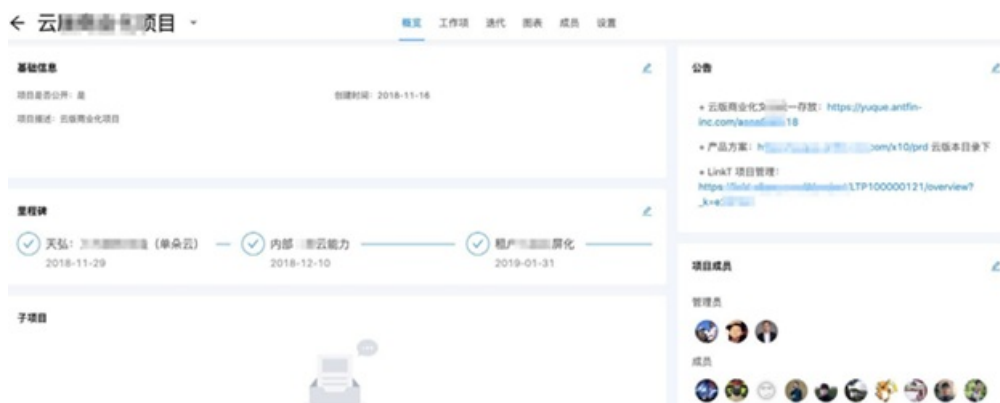 云 项目
概览 工作项 迭代 图表 成员 设置
基础信息
项目是否公开：是 创建时间：2018-11-16
项目描述：云版商业化项目
里程碑
天弘： （单朵云）
2018-11-29
内部 云能力
2018-12-10
租户 屏化
2019-01-31
子项目
公告
云版商业化文 一存放：https://yuque.antfin-
inc.com/ 18
产品方案：h om/x10/prd 云版本目录下
LinkT 项目管理：
https: LTP100000121/overview?
_k=e
项目成员
管理员
成员